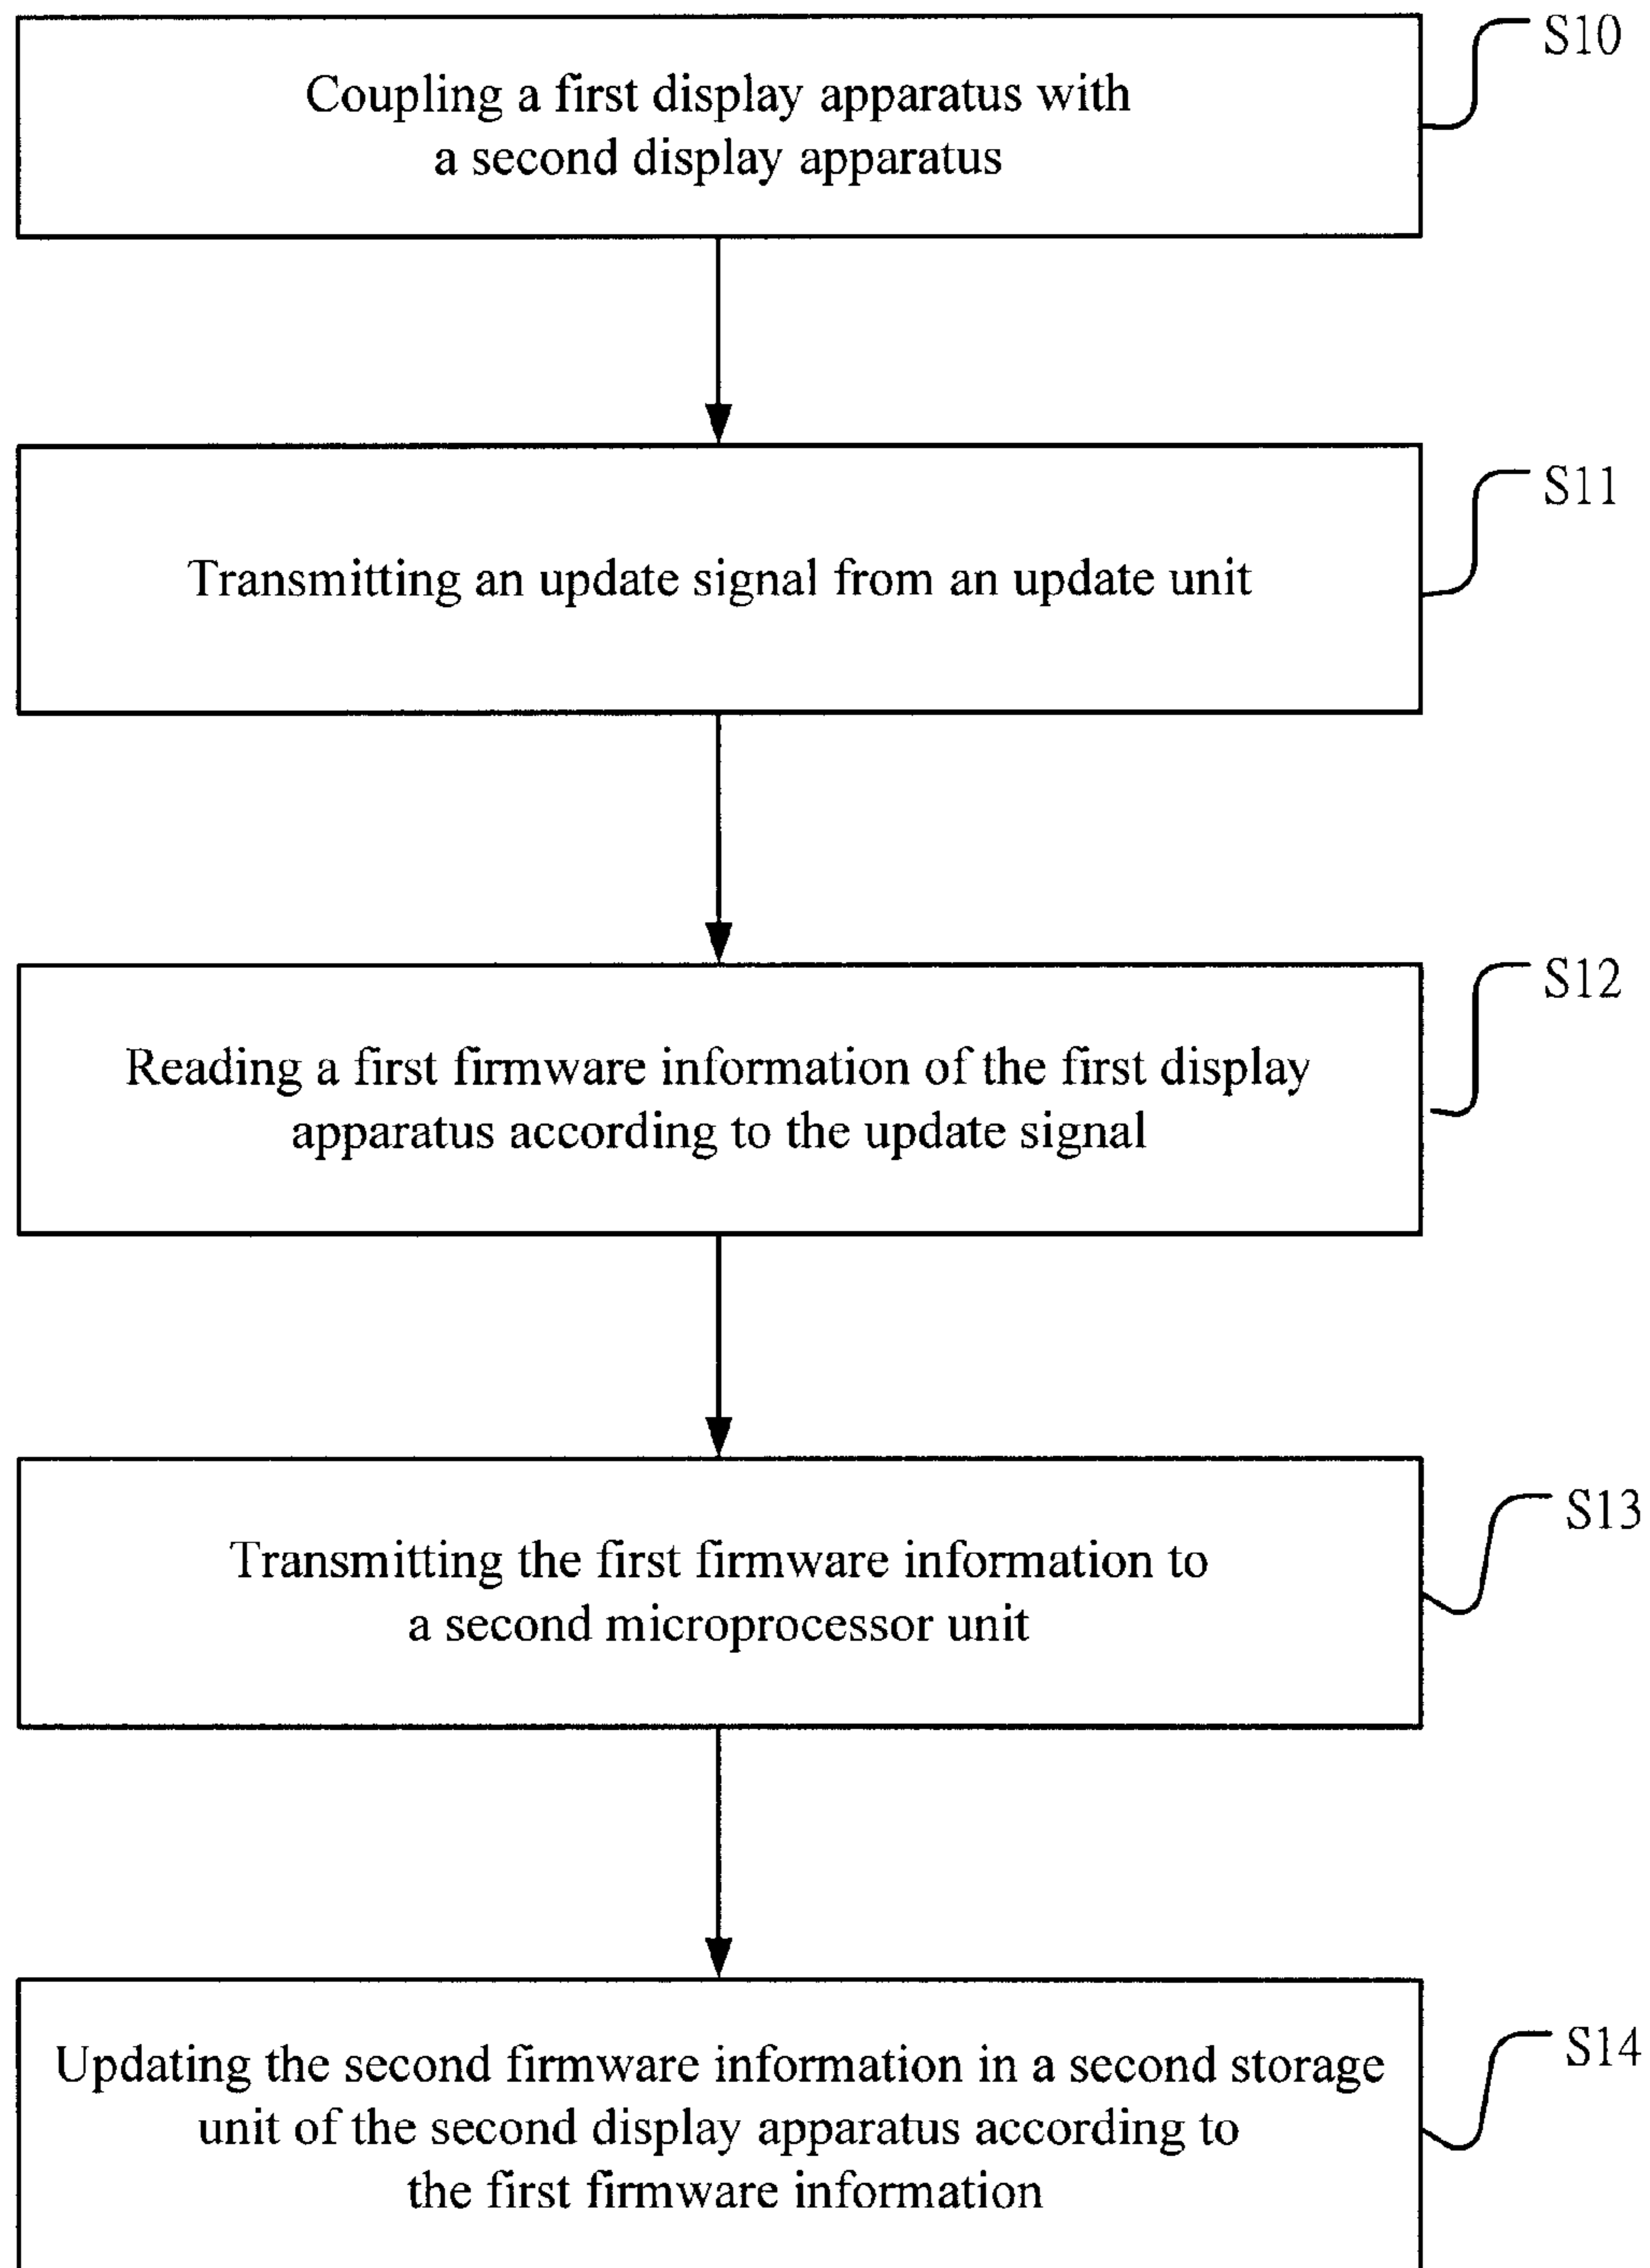 S10
Coupling a first display apparatus with
a second display apparatus
S11
Transmitting an update signal from an update unit
S12
Reading a first firmware information of the first display
apparatus according to the update signal
S13
Transmitting the first firmware information to
a second microprocessor unit
S14
Updating the second firmware information in a second storage
unit of the second display apparatus according to
the first firmware information